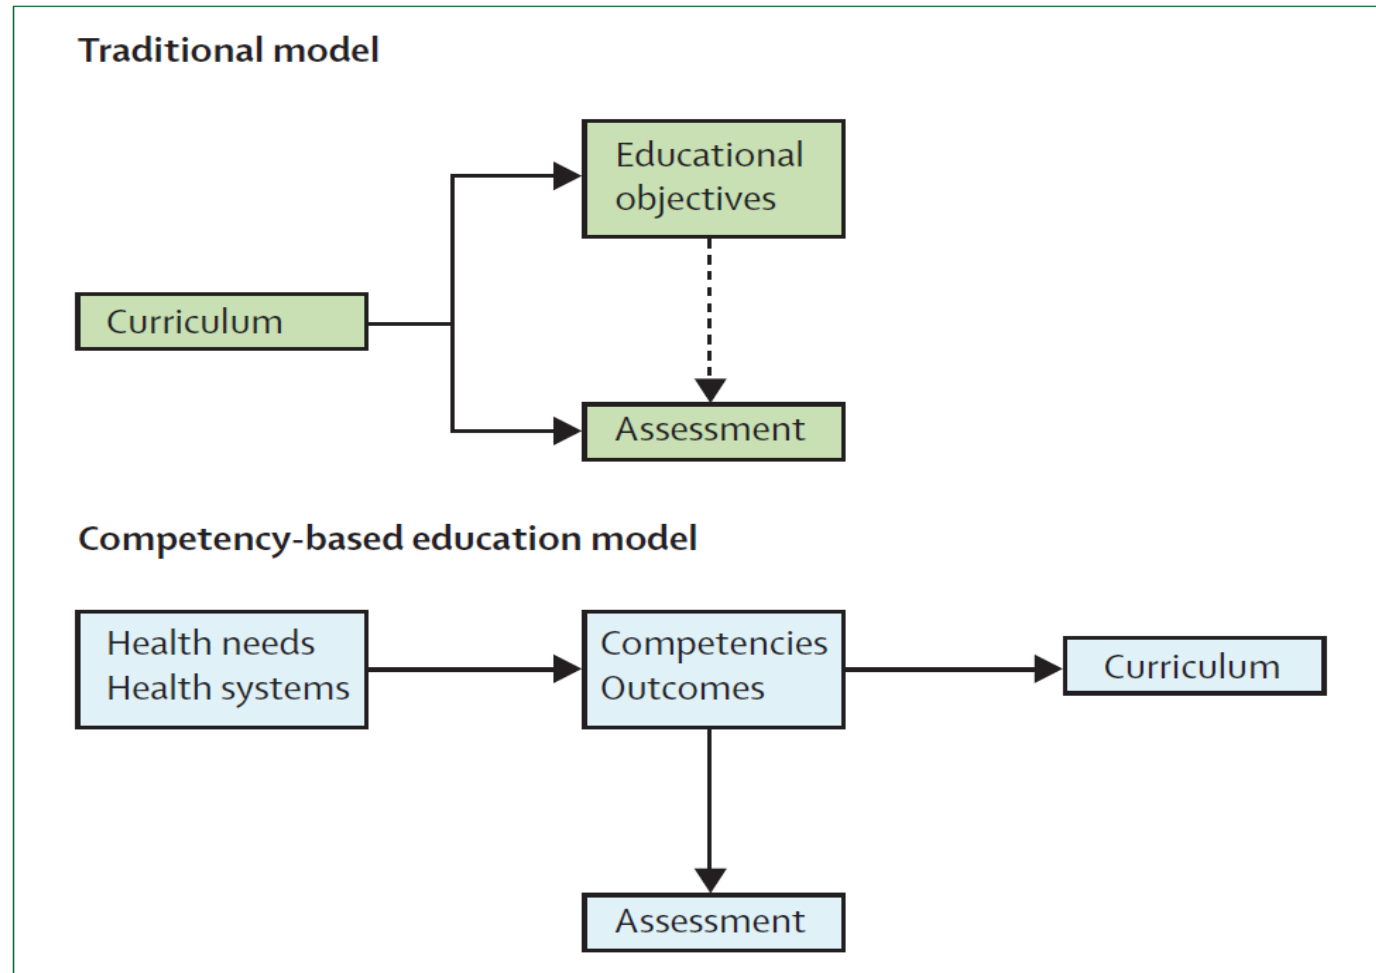 Traditional model
Educational
objectives
Curriculum
Assessment
Competency-based education model
Health needs
Health systems
Competencies
Outcomes
Curriculum
Assessment